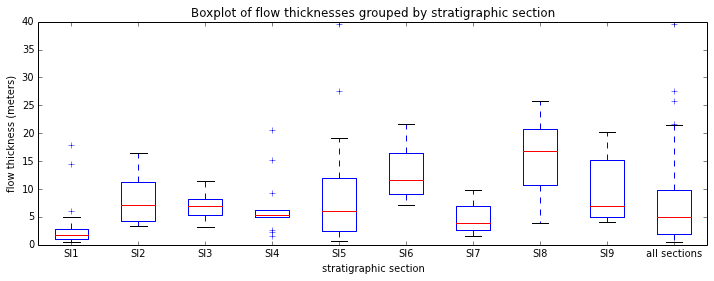 Boxplot of flow thicknesses grouped by stratigraphic section
flow thickness (meters)
40
35
30
25
20
15
10
5
0
SI1 SI2 SI3 SI4 SI5 SI6 SI7 SI8 SI9 all sections
stratigraphic section